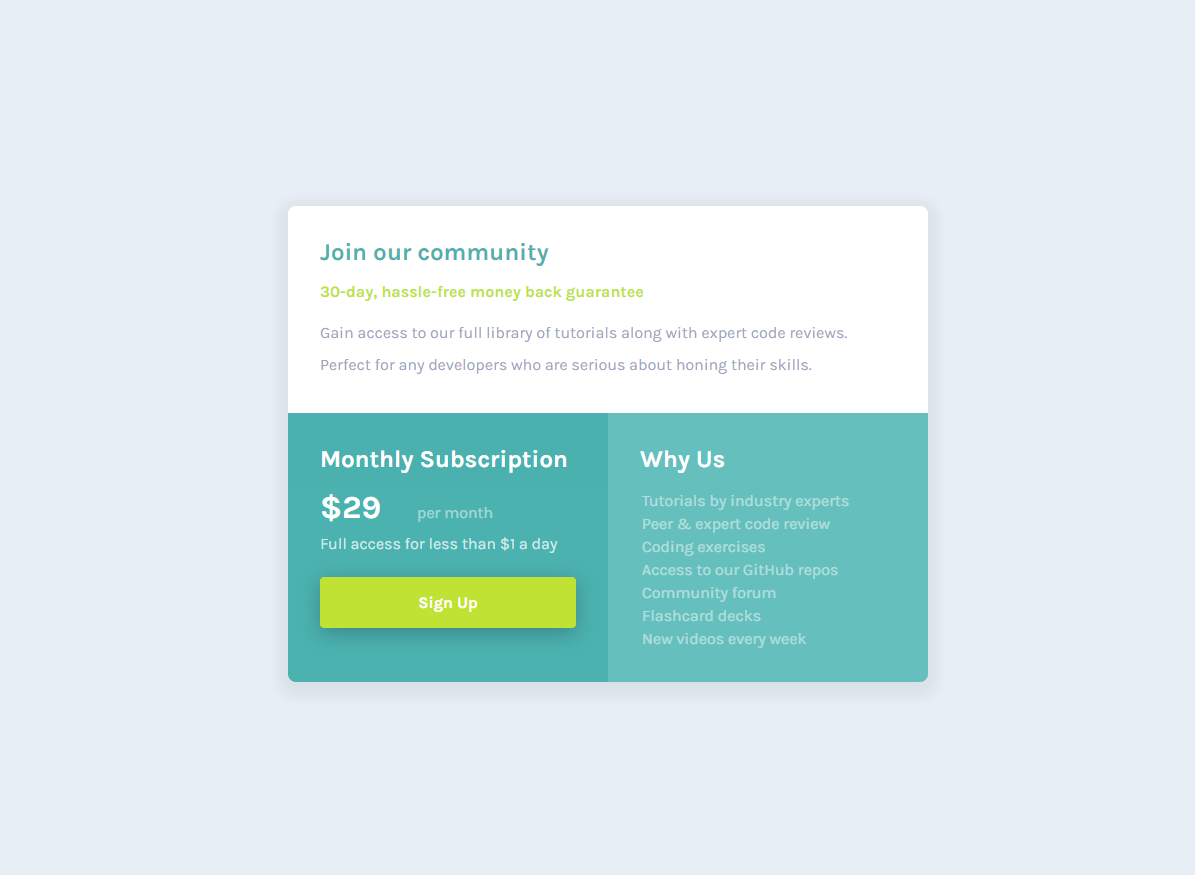 Join our community
30-day, hassle-free money back guarantee
Gain access to our full library of tutorials along with expert code reviews.
Perfect for any developers who are serious about honing their skills.
Monthly Subscription
$29 per month
Full access for less than $1 a day
Sign Up
Why Us
Tutorials by industry experts
Peer & expert code review
Coding exercises
Access to our GitHub repos
Community forum
Flashcard decks
New videos every week